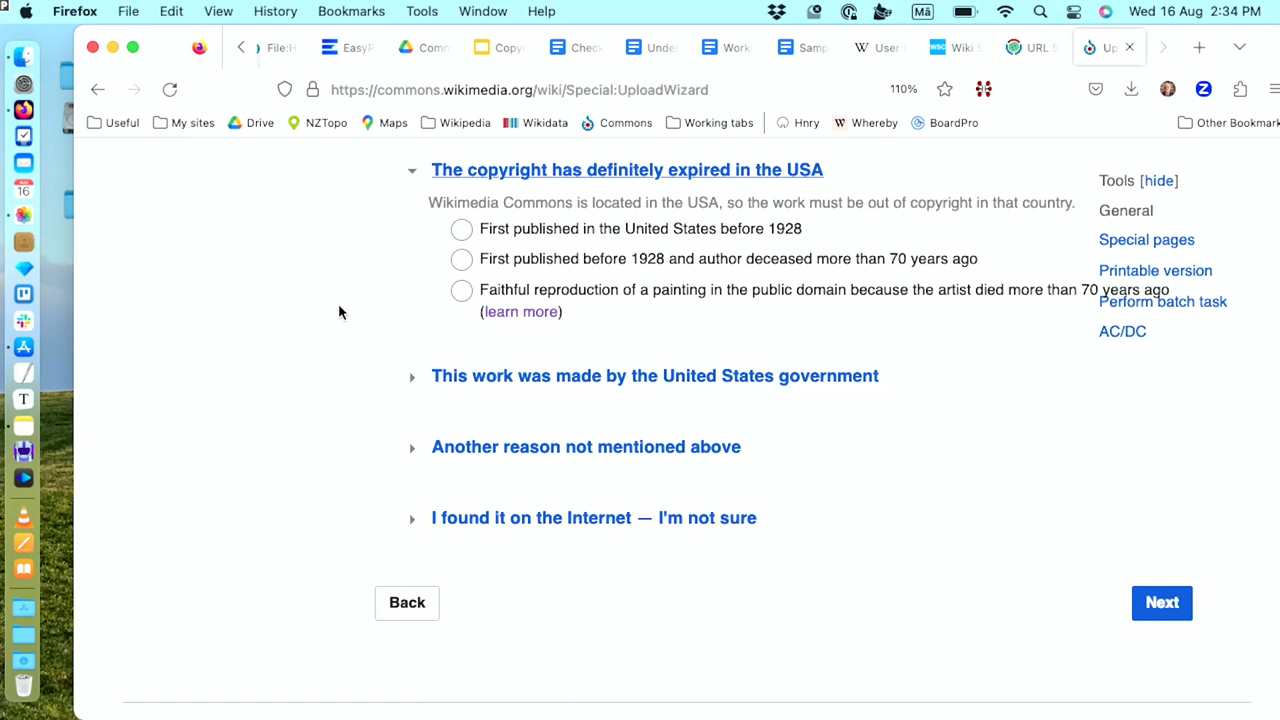 P
Firefox File Edit View History Bookmarks Tools Window Help Mā Wed 16 Aug 2:34 PM
File:H EasyF Comm Copy Check Unde Work Samp W User: WSC Wiki S URL S Up
https://commons.wikimedia.org/wiki/Special:UploadWizard 110% Z
Useful My sites Drive NZTopo Maps Wikipedia Wikidata Commons Working tabs Hnry W Whereby BoardPro Other Bookmark
The copyright has definitely expired in the USA
Wikimedia Commons is located in the USA, so the work must be out of copyright in that country.
First published in the United States before 1928
First published before 1928 and author deceased more than 70 years ago
Faithful reproduction of a painting in the public domain because the artist died more than 70 years ago
(learn more)
This work was made by the United States government
Another reason not mentioned above
I found it on the Internet — I'm not sure
Back
Next
Tools [hide]
General
Special pages
Printable version
Perform batch task
AC/DC
16
T